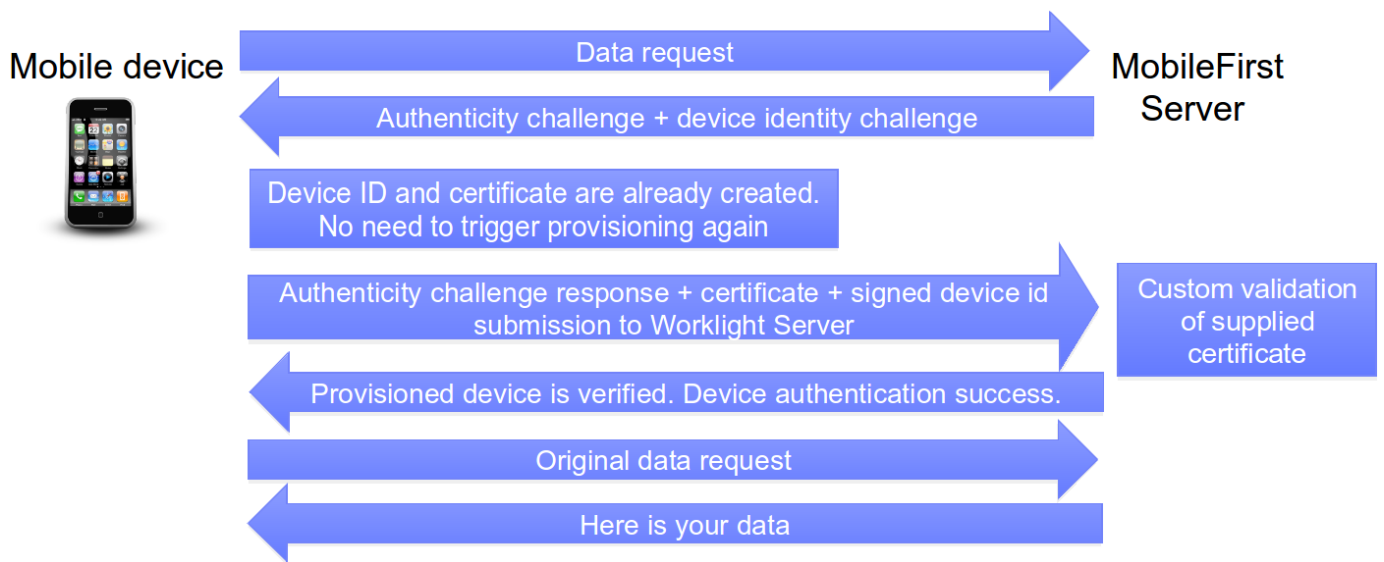 Mobile device
Data request
MobileFirst
Server
Authenticity challenge + device identity challenge
Device ID and certificate are already created.
No need to trigger provisioning again
Authenticity challenge response + certificate + signed device id
submission to Worklight Server
Custom validation
of supplied
certificate
Provisioned device is verified. Device authentication success.
Original data request
Here is your data